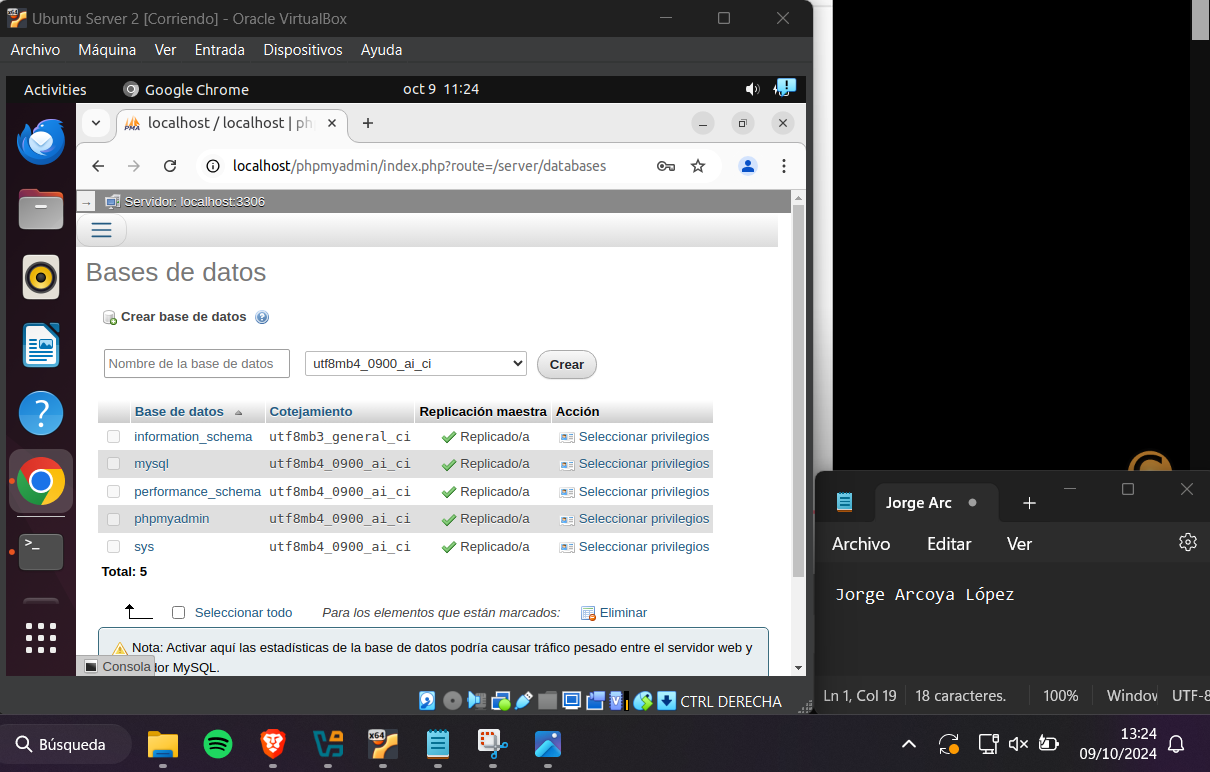 Ubuntu Server 2 [Corriendo] - Oracle VirtualBox
Archivo Máquina Ver Entrada Dispositivos Ayuda
Activities Google Chrome oct 9 11:24
localhost / localhost | ph
localhost/phpmyadmin/index.php?route=/server/databases
Servidor: localhost:3306
Bases de datos
Crear base de datos
Nombre de la base de datos utf8mb4_0900_ai_ci Crear
Base de datos Cotejamiento Replicación maestra Acción
information_schema utf8mb3_general_ci Replicado/a Seleccionar privilegios
mysql utf8mb4_0900_ai_ci Replicado/a Seleccionar privilegios
performance_schema utf8mb4_0900_ai_ci Replicado/a Seleccionar privilegios
phpmyadmin utf8mb4_0900_ai_ci Replicado/a Seleccionar privilegios
sys utf8mb4_0900_ai_ci Replicado/a Seleccionar privilegios
Total: 5
Seleccionar todo Para los elementos que están marcados: Eliminar
Nota: Activar aquí las estadísticas de la base de datos podría causar tráfico pesado entre el servidor web y
Consola dor MySQL.
CTRL DERECHA
Jorge Arc
Archivo Editar Ver
Jorge Arcoya López
Ln 1, Col 19 18 caracteres. 100% Window UTF-8
Búsqueda
13:24
09/10/2024